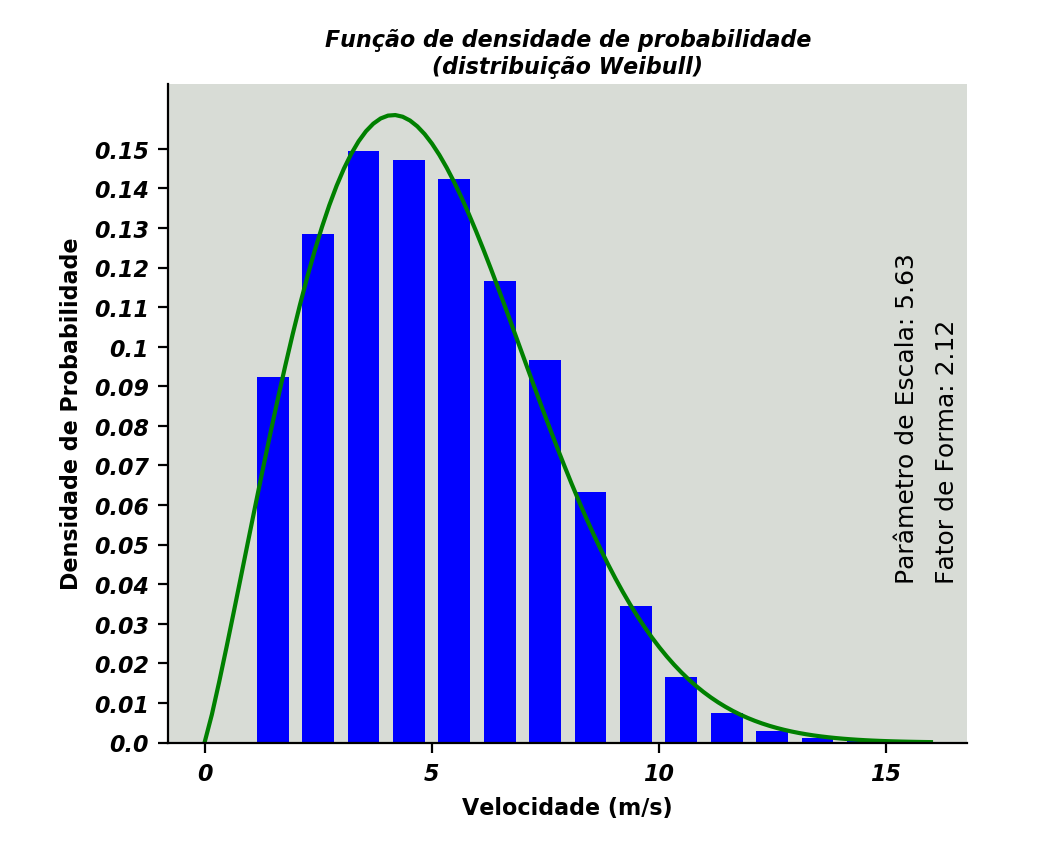 Função de densidade de probabilidade
(distribuição Weibull)
Densidade de Probabilidade
0.15
0.14
0.13
0.12
0.11
0.1
0.09
0.08
0.07
0.06
0.05
0.04
0.03
0.02
0.01
0.0
Parâmetro de Escala: 5.63
Fator de Forma: 2.12
0 5 10 15
Velocidade (m/s)